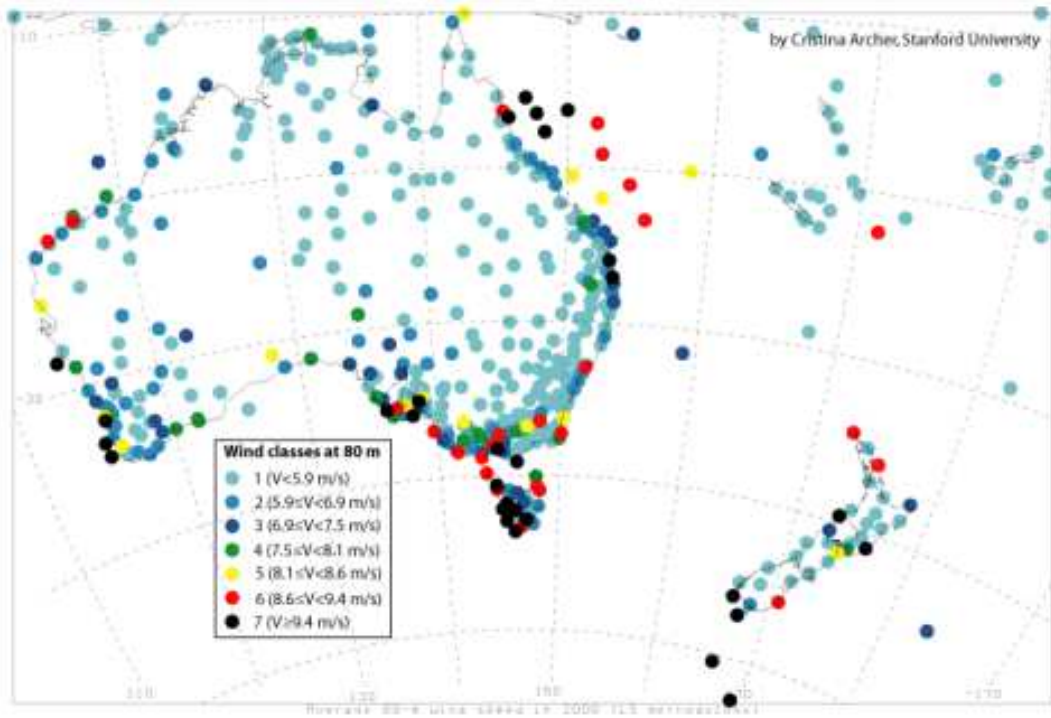 by Cristina Archer, Stanford University
Wind classes at 80 m
1 (V<5.9 m/s)
2 (5.9≤V<6.9 m/s)
3 (6.9≤V<7.5 m/s)
4 (7.5≤V<8.1 m/s)
5 (8.1≤V<8.6 m/s)
6 (8.6≤V<9.4 m/s)
7 (V≥9.4 m/s)